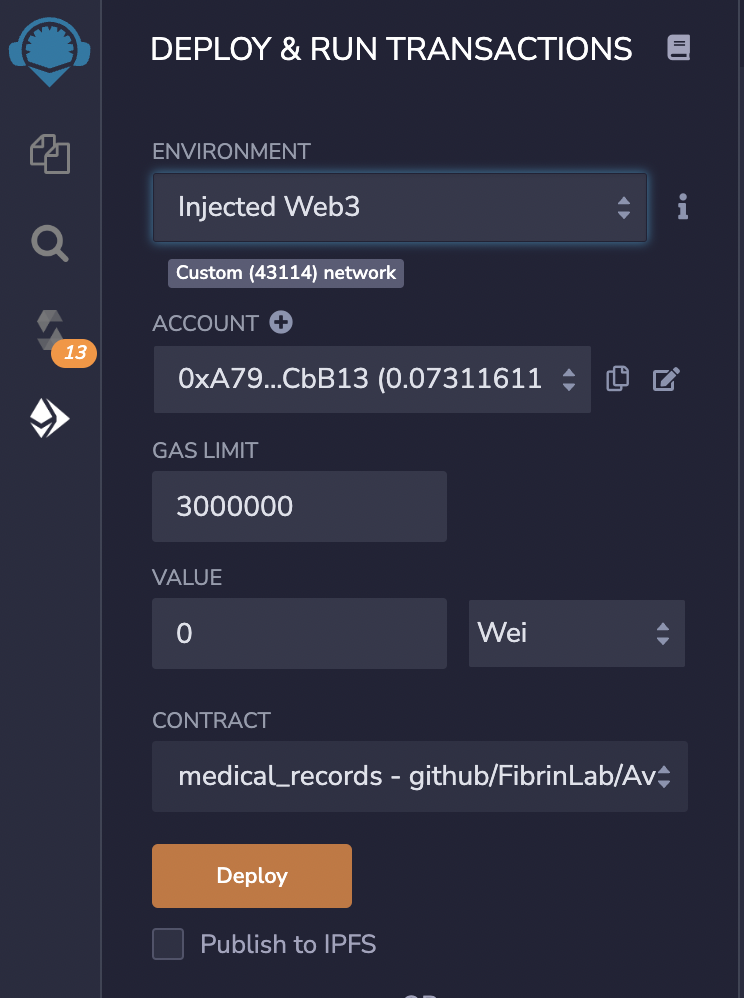 DEPLOY & RUN TRANSACTIONS
ENVIRONMENT
Injected Web3
Custom (43114) network
13
ACCOUNT
0xA79...CbB13 (0.07311611
GAS LIMIT
3000000
VALUE
0
Wei
CONTRACT
medical_records - github/FibrinLab/Av
Deploy
Publish to IPFS